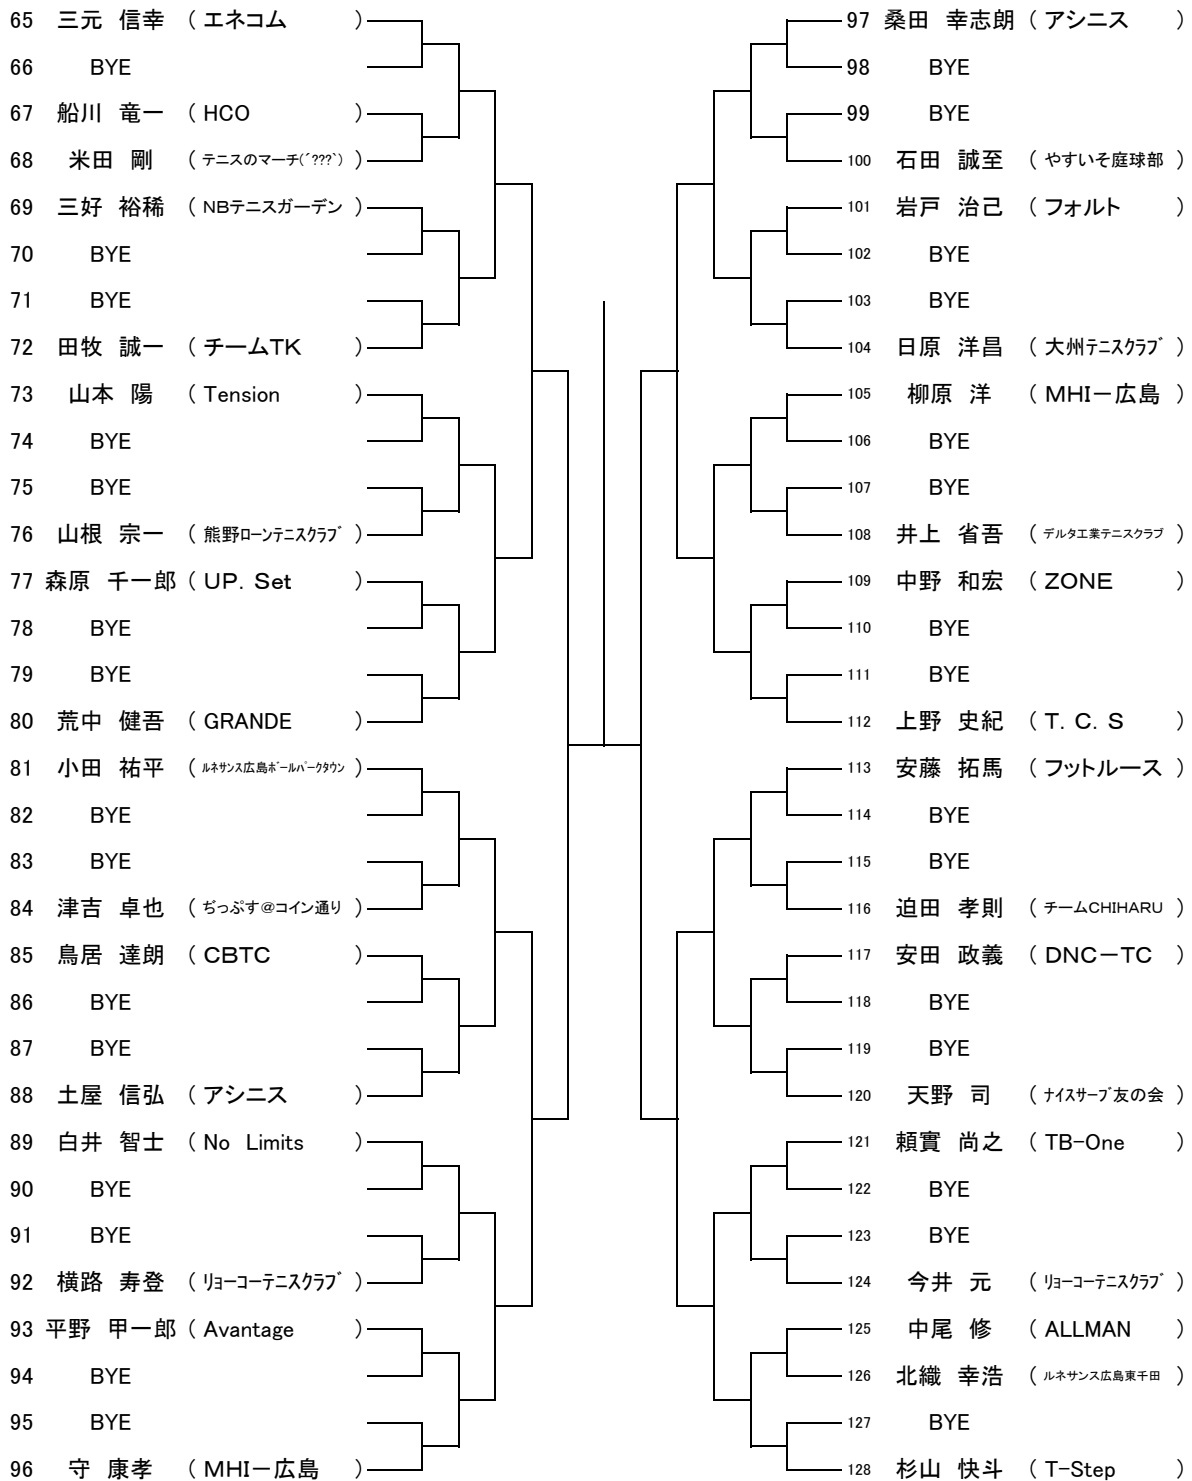 65 三元 信幸 ( エネコム )
66 BYE
67 船川 竜一 ( HCO )
68 米田 剛 ( テニスのマーチ(´???`) )
69 三好 裕稀 ( NBテニスガーデン )
70 BYE
71 BYE
72 田牧 誠一 ( チームTK )
73 山本 陽 ( Tension )
74 BYE
75 BYE
76 山根 宗一 ( 熊野ローンテニスクラブ )
77 森原 千一郎 ( UP. Set )
78 BYE
79 BYE
80 荒中 健吾 ( GRANDE )
81 小田 祐平 ( ルネサンス広島ボールパークタウン )
82 BYE
83 BYE
84 津吉 卓也 ( ぢっぷす@コイン通り )
85 鳥居 達朗 ( CBTC )
86 BYE
87 BYE
88 土屋 信弘 ( アシニス )
89 白井 智士 ( No Limits )
90 BYE
91 BYE
92 横路 寿登 ( リョーコーテニスクラブ )
93 平野 甲一郎 ( Avantage )
94 BYE
95 BYE
96 守 康孝 ( MHI-広島 )
97 桑田 幸志朗 ( アシニス )
98 BYE
99 BYE
100 石田 誠至 ( やすいそ庭球部 )
101 岩戸 治己 ( フォルト )
102 BYE
103 BYE
104 日原 洋昌 ( 大州テニスクラブ )
105 柳原 洋 ( MHI-広島 )
106 BYE
107 BYE
108 井上 省吾 ( デルタ工業テニスクラブ )
109 中野 和宏 ( ZONE )
110 BYE
111 BYE
112 上野 史紀 ( T. C. S )
113 安藤 拓馬 ( フットルース )
114 BYE
115 BYE
116 迫田 孝則 ( チームCHIHARU )
117 安田 政義 ( DNC-TC )
118 BYE
119 BYE
120 天野 司 ( ナイスサーブ友の会 )
121 頼實 尚之 ( TB-One )
122 BYE
123 BYE
124 今井 元 ( リョーコーテニスクラブ )
125 中尾 修 ( ALLMAN )
126 北織 幸浩 ( ルネサンス広島東千田 )
127 BYE
128 杉山 快斗 ( T-Step )